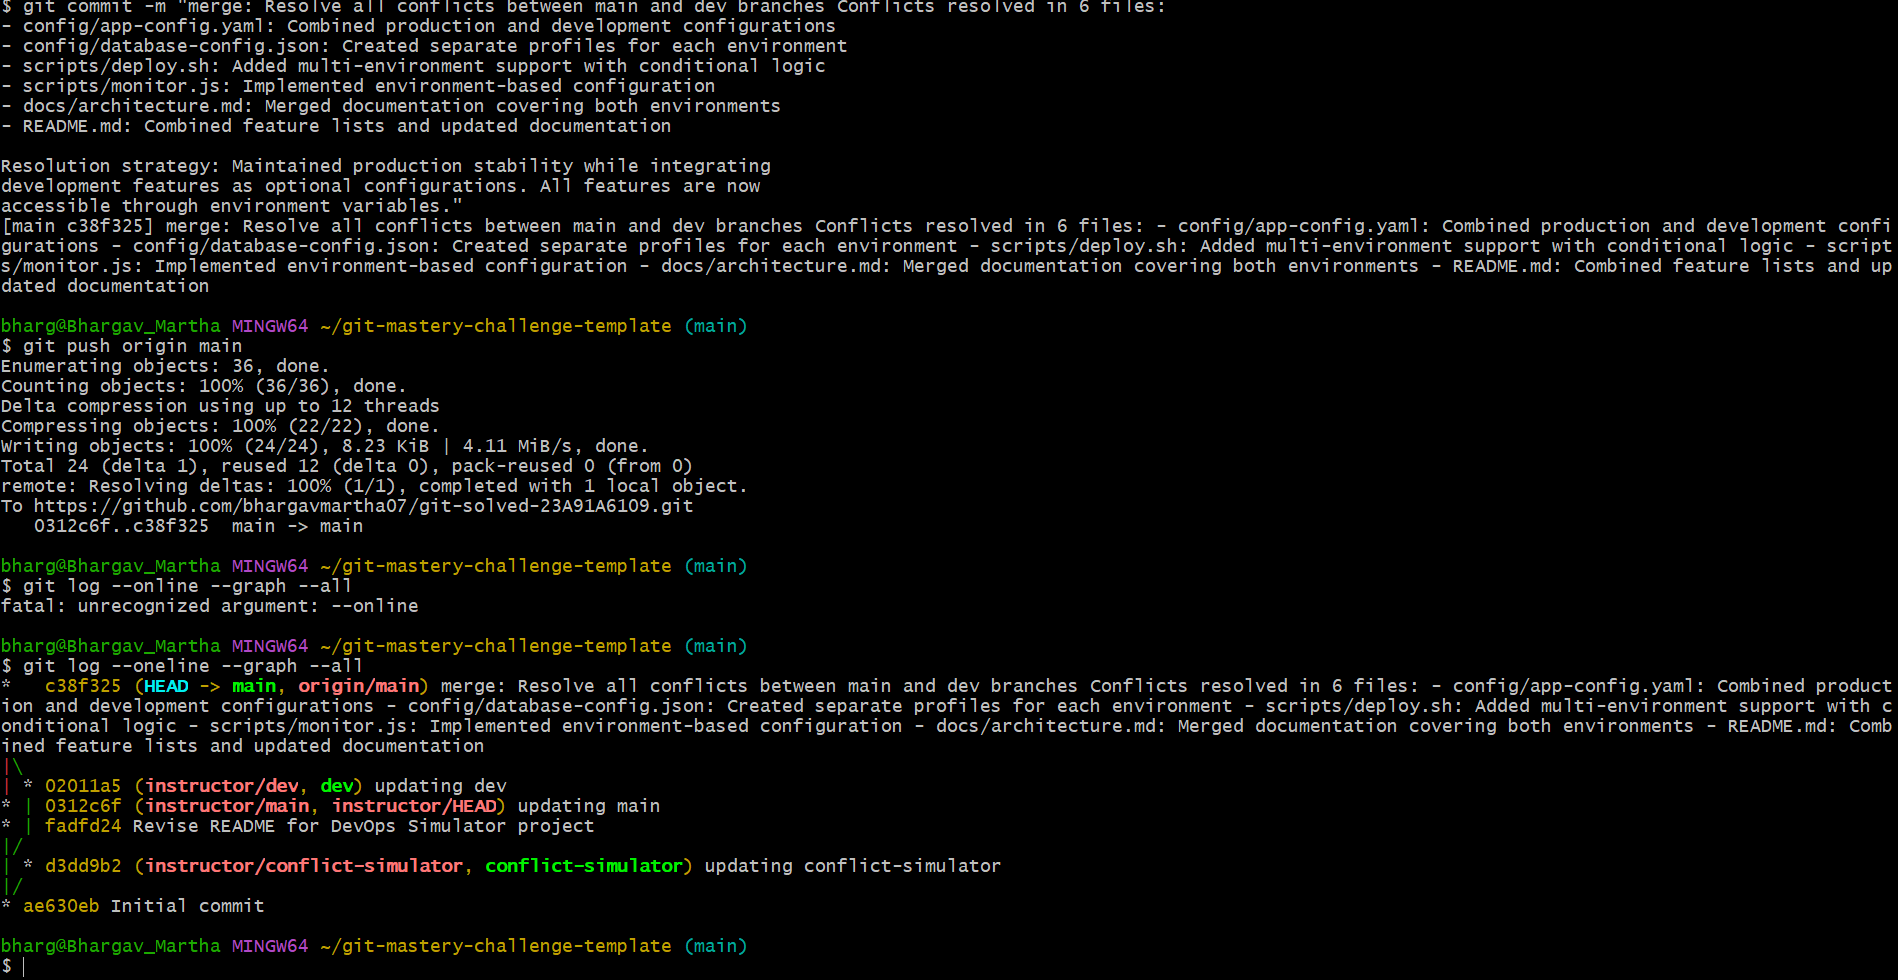 $ git commit -m "merge: Resolve all conflicts between main and dev branches Conflicts resolved in 6 files:
- config/app-config.yaml: Combined production and development configurations
- config/database-config.json: Created separate profiles for each environment
- scripts/deploy.sh: Added multi-environment support with conditional logic
- scripts/monitor.js: Implemented environment-based configuration
- docs/architecture.md: Merged documentation covering both environments
- README.md: Combined feature lists and updated documentation

Resolution strategy: Maintained production stability while integrating
development features as optional configurations. All features are now
accessible through environment variables."
[main c38f325] merge: Resolve all conflicts between main and dev branches Conflicts resolved in 6 files: - config/app-config.yaml: Combined production and development confi
gurations - config/database-config.json: Created separate profiles for each environment - scripts/deploy.sh: Added multi-environment support with conditional logic - script
s/monitor.js: Implemented environment-based configuration - docs/architecture.md: Merged documentation covering both environments - README.md: Combined feature lists and up
dated documentation

bharg@Bhargav_Martha MINGW64 ~/git-mastery-challenge-template (main)
$ git push origin main
Enumerating objects: 36, done.
Counting objects: 100% (36/36), done.
Delta compression using up to 12 threads
Compressing objects: 100% (22/22), done.
Writing objects: 100% (24/24), 8.23 KiB | 4.11 MiB/s, done.
Total 24 (delta 1), reused 12 (delta 0), pack-reused 0 (from 0)
remote: Resolving deltas: 100% (1/1), completed with 1 local object.
To https://github.com/bhargavmartha07/git-solved-23A91A6109.git
   0312c6f..c38f325  main -> main

bharg@Bhargav_Martha MINGW64 ~/git-mastery-challenge-template (main)
$ git log --online --graph --all
fatal: unrecognized argument: --online

bharg@Bhargav_Martha MINGW64 ~/git-mastery-challenge-template (main)
$ git log --oneline --graph --all
*   c38f325 (HEAD -> main, origin/main) merge: Resolve all conflicts between main and dev branches Conflicts resolved in 6 files: - config/app-config.yaml: Combined product
ion and development configurations - config/database-config.json: Created separate profiles for each environment - scripts/deploy.sh: Added multi-environment support with c
onditional logic - scripts/monitor.js: Implemented environment-based configuration - docs/architecture.md: Merged documentation covering both environments - README.md: Comb
ined feature lists and updated documentation
|\
| * 02011a5 (instructor/dev, dev) updating dev
* | 0312c6f (instructor/main, instructor/HEAD) updating main
* | fadfd24 Revise README for DevOps Simulator project
|/
| * d3dd9b2 (instructor/conflict-simulator, conflict-simulator) updating conflict-simulator
|/
* ae630eb Initial commit

bharg@Bhargav_Martha MINGW64 ~/git-mastery-challenge-template (main)
$